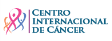 CENTRO
INTERNACIONAL
DE CÁNCER